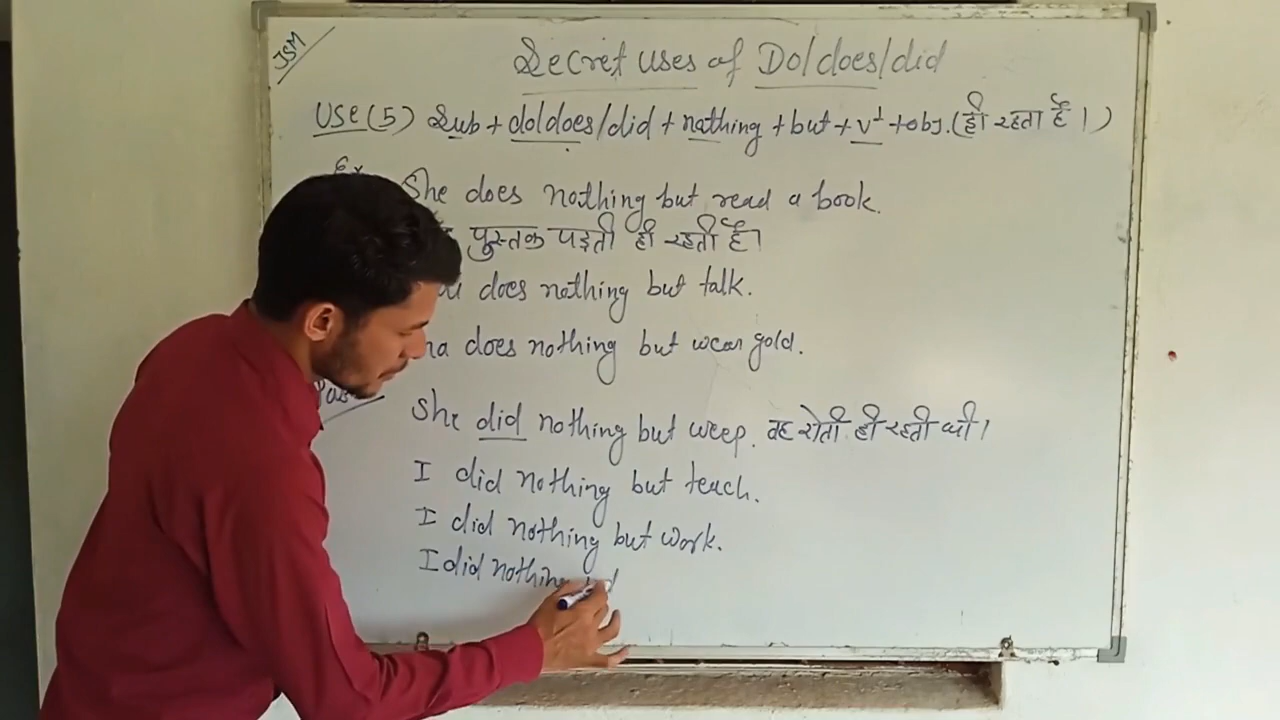 JSM
Secret uses of Do/does/did
Use (5) Sub + do/does/did + nothing + but + v¹ + obj. (ही रहता है।)
Ex
She does nothing but read a book.
पुस्तक पढ़ती ही रहती है।
does nothing but talk.
does nothing but wear gold.
She did nothing but weep. वह रोती ही रहती थी।
I did nothing but teach.
I did nothing but work.
I did nothing